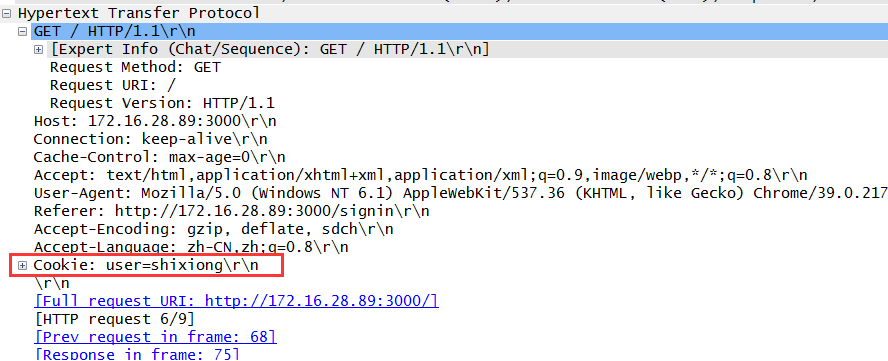 Hypertext Transfer Protocol
GET / HTTP/1.1\r\n
[Expert Info (Chat/Sequence): GET / HTTP/1.1\r\n]
Request Method: GET
Request URI: /
Request Version: HTTP/1.1
Host: 172.16.28.89:3000\r\n
Connection: keep-alive\r\n
Cache-Control: max-age=0\r\n
Accept: text/html,application/xhtml+xml,application/xml;q=0.9,image/webp,*/*;q=0.8\r\n
User-Agent: Mozilla/5.0 (Windows NT 6.1) AppleWebKit/537.36 (KHTML, like Gecko) Chrome/39.0.217
Referer: http://172.16.28.89:3000/signin\r\n
Accept-Encoding: gzip, deflate, sdch\r\n
Accept-Language: zh-CN,zh;q=0.8\r\n
Cookie: user=shixiong\r\n
\r\n
[Full request URI: http://172.16.28.89:3000/]
[HTTP request 6/9]
[Prev request in frame: 68]
[Response in frame: 75]